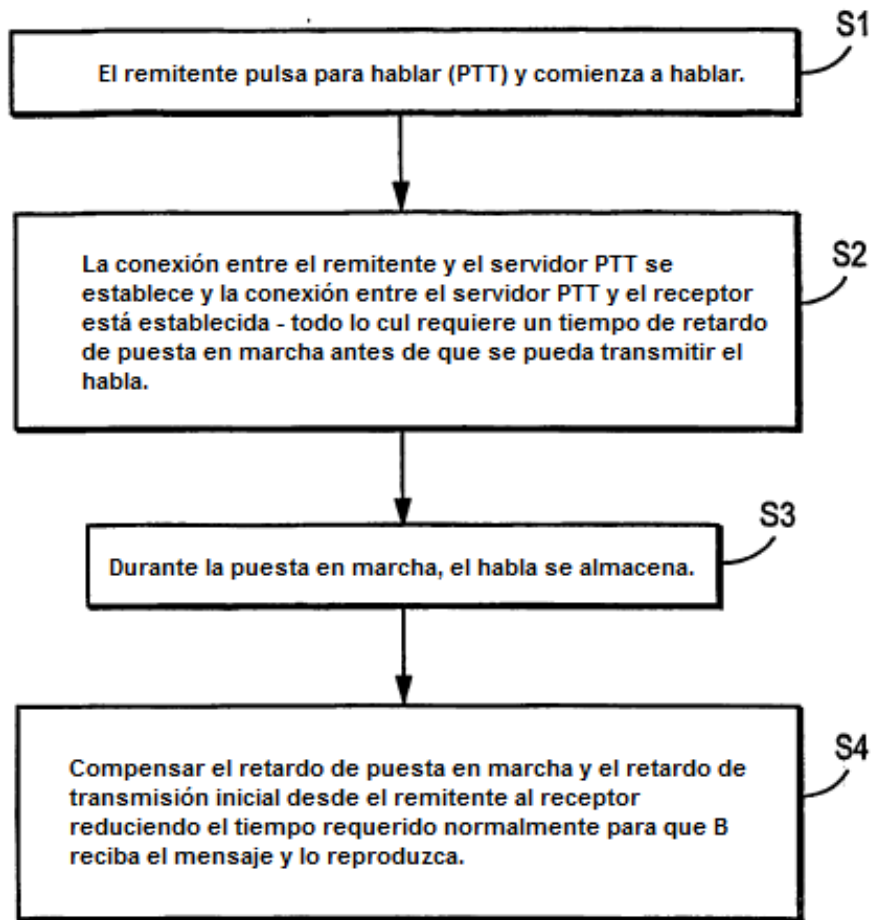 S1
El remitente pulsa para hablar (PTT) y comienza a hablar.
S2
La conexión entre el remitente y el servidor PTT se
establece y la conexión entre el servidor PTT y el receptor
está establecida - todo lo cul requiere un tiempo de retardo
de puesta en marcha antes de que se pueda transmitir el
habla.
S3
Durante la puesta en marcha, el habla se almacena.
S4
Compensar el retardo de puesta en marcha y el retardo de
transmisión inicial desde el remitente al receptor
reduciendo el tiempo requerido normalmente para que B
reciba el mensaje y lo reproduzca.